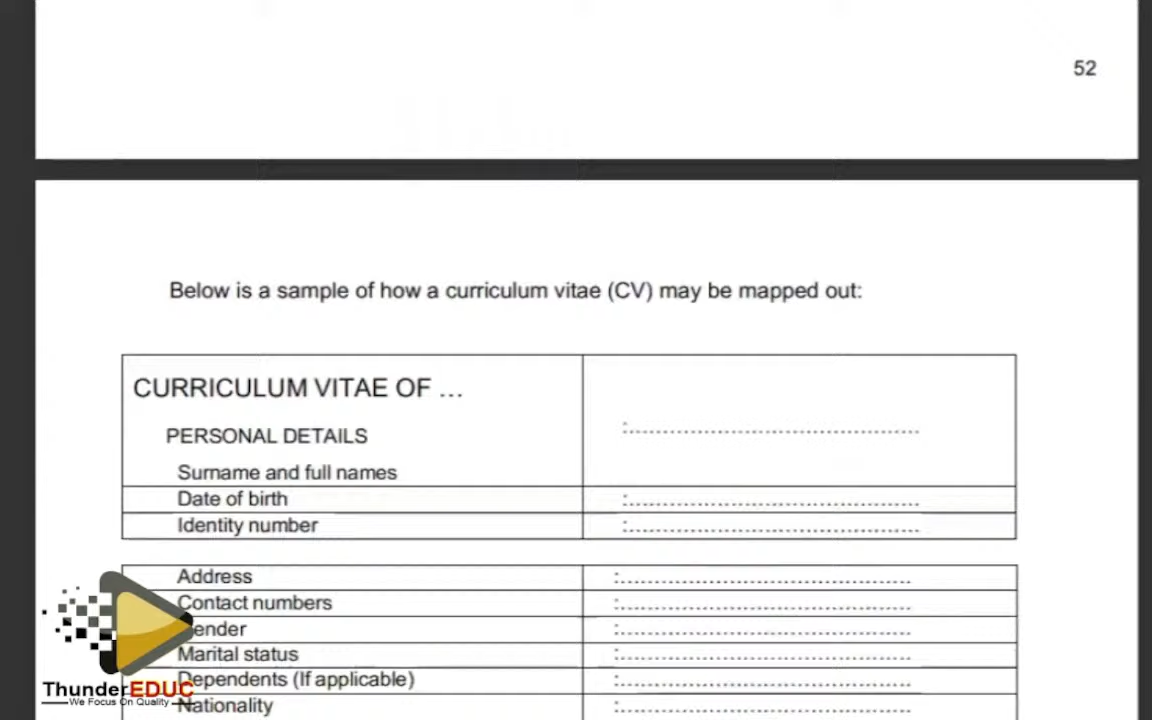 52
Below is a sample of how a curriculum vitae (CV) may be mapped out:
CURRICULUM VITAE OF ...
PERSONAL DETAILS
:................................................
Surname and full names
Date of birth :................................................
Identity number :................................................
Address :................................................
Contact numbers :................................................
ender :................................................
Marital status :................................................
Dependents (If applicable) :................................................
Nationality :................................................
ThunderEDUC
We Focus On Quality